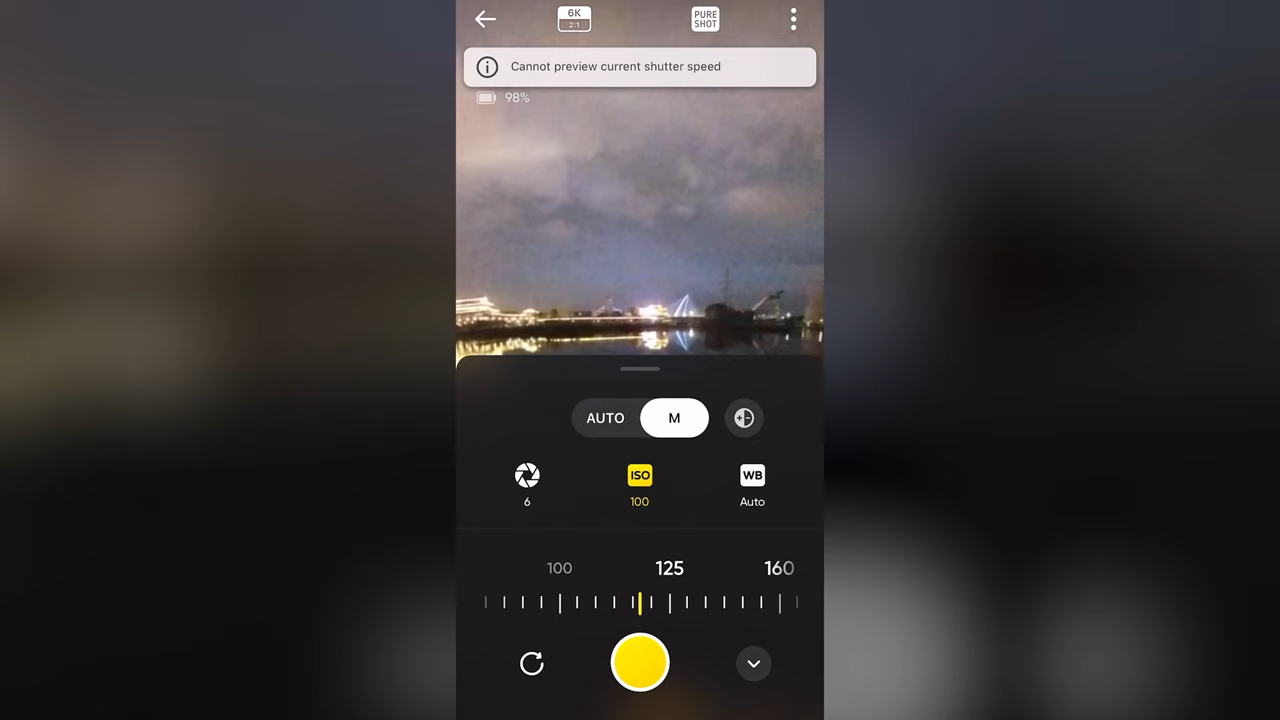 6K
2:1
PURE
SHOT
Cannot preview current shutter speed
98%
AUTO
M
ISO
WB
6
100
Auto
100
125
160